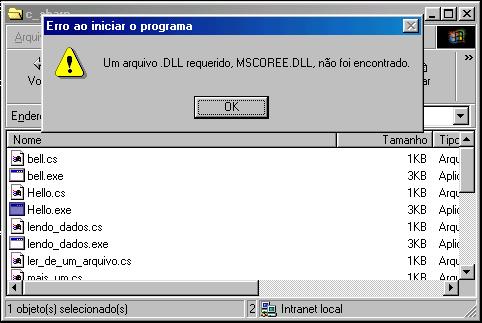 c_sharp
Erro ao iniciar o programa
Um arquivo .DLL requerido, MSCOREE.DLL, não foi encontrado.
OK
Arquiv
Vo
ar
»
Endere
Nome Tamanho Tipo
bell.cs 1KB Arqu
bell.exe 3KB Aplic
Hello.cs 1KB Arqu
Hello.exe 3KB Aplic
lendo_dados.cs 1KB Arqu
lendo_dados.exe 3KB Aplic
ler_de_um_arquivo.cs 1KB Arqu
mais_um.cs 1KB Arqu
1 objeto(s) selecionado(s) 2 Intranet local